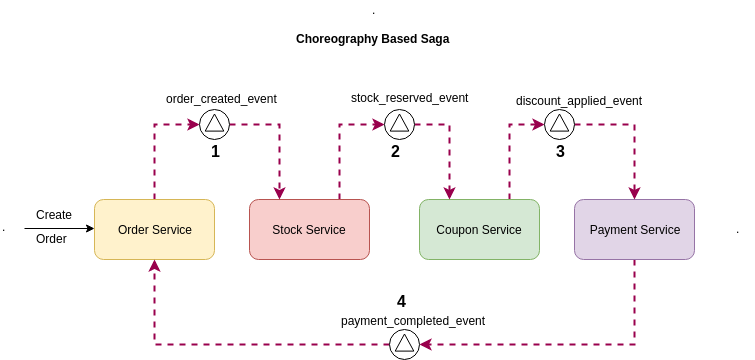 Choreography Based Saga
order_created_event
stock_reserved_event
discount_applied_event
1
2
3
Create
Order
Order Service
Stock Service
Coupon Service
Payment Service
4
payment_completed_event